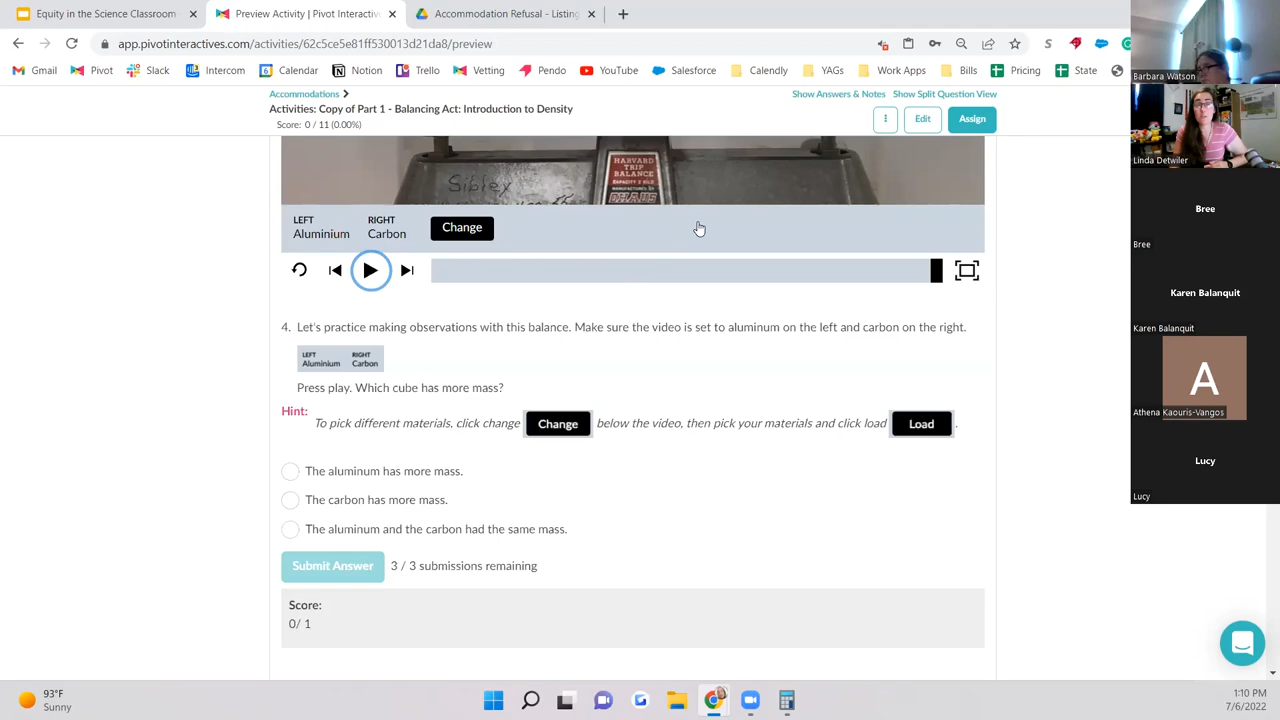 Equity in the Science Classroom
Preview Activity | Pivot Interac
Accommodation Refusal - Listing
app.pivotinteractives.com/activities/62c5ce5e81ff530013d21da8/preview
Gmail
Pivot
Slack
Intercom
Calendar
Notion
Trello
Vetting
Pendo
YouTube
Salesforce
Calendly
YAGs
Work Apps
Bills
Pricing
State
Accommodations
Show Answers & Notes
Show Split Question View
Activities: Copy of Part 1 - Balancing Act: Introduction to Density
Score: 0 / 11 (0.00%)
Edit
Assign
Sibley
HARVARD
TRIP
BALANCE
CAPACITY 2 KILO
MANUFACTURED BY
OHAUS
LEFT
Aluminium
RIGHT
Carbon
Change
4. Let's practice making observations with this balance. Make sure the video is set to aluminum on the left and carbon on the right.
LEFT
Aluminium
RIGHT
Carbon
Press play. Which cube has more mass?
Hint:
To pick different materials, click change Change below the video, then pick your materials and click load Load .
The aluminum has more mass.
The carbon has more mass.
The aluminum and the carbon had the same mass.
Submit Answer
3 / 3 submissions remaining
Score:
0/ 1
Barbara Watson
Linda Detwiler
Bree
Bree
Karen Balanquit
Karen Balanquit
A
Athena Kaouris-Vangos
Lucy
Lucy
93°F
Sunny
1:10 PM
7/6/2022